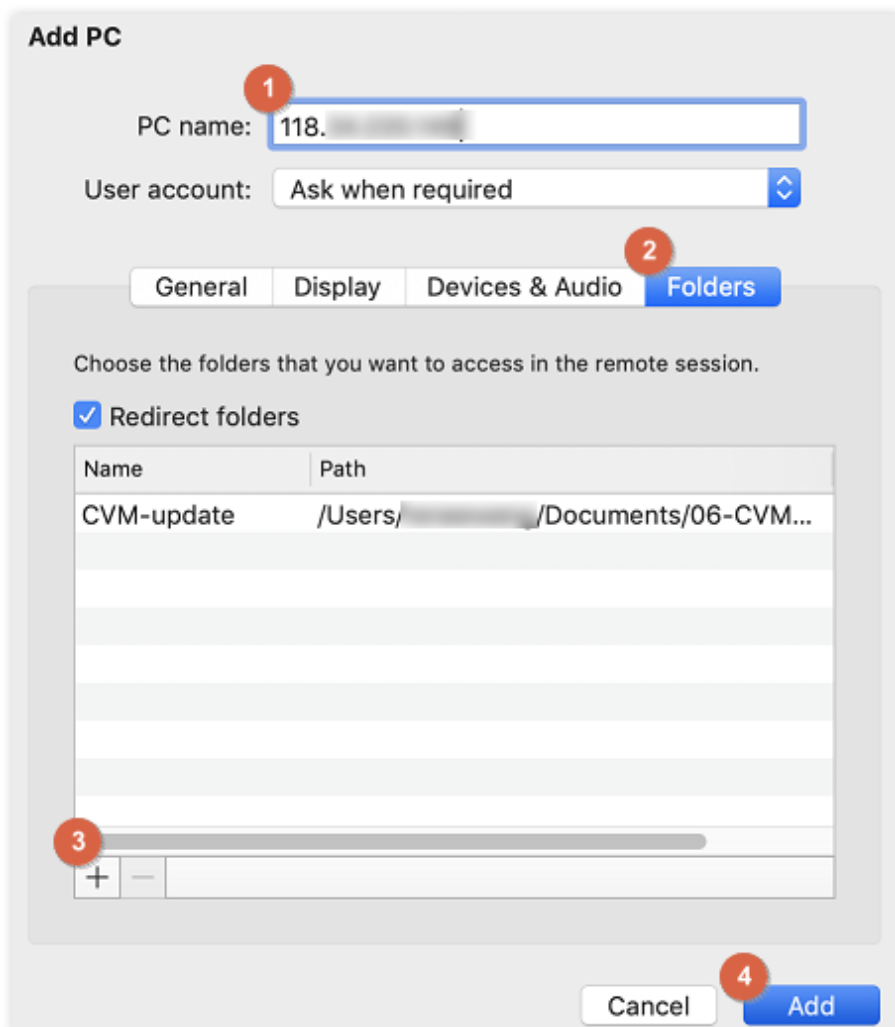 Add PC
1
PC name: 118.
User account: Ask when required
2
General Display Devices & Audio Folders
Choose the folders that you want to access in the remote session.
Redirect folders
Name Path
CVM-update /Users/ /Documents/06-CVM...
3
+ −
4
Cancel Add